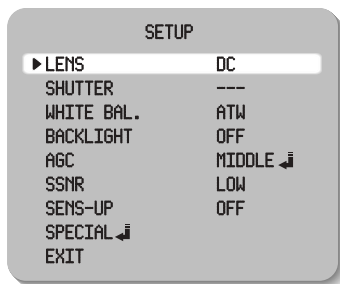 SETUP
▶LENS DC
SHUTTER ---
WHITE BAL. ATW
BACKLIGHT OFF
AGC MIDDLE↲
SSNR LOW
SENS-UP OFF
SPECIAL↲
EXIT